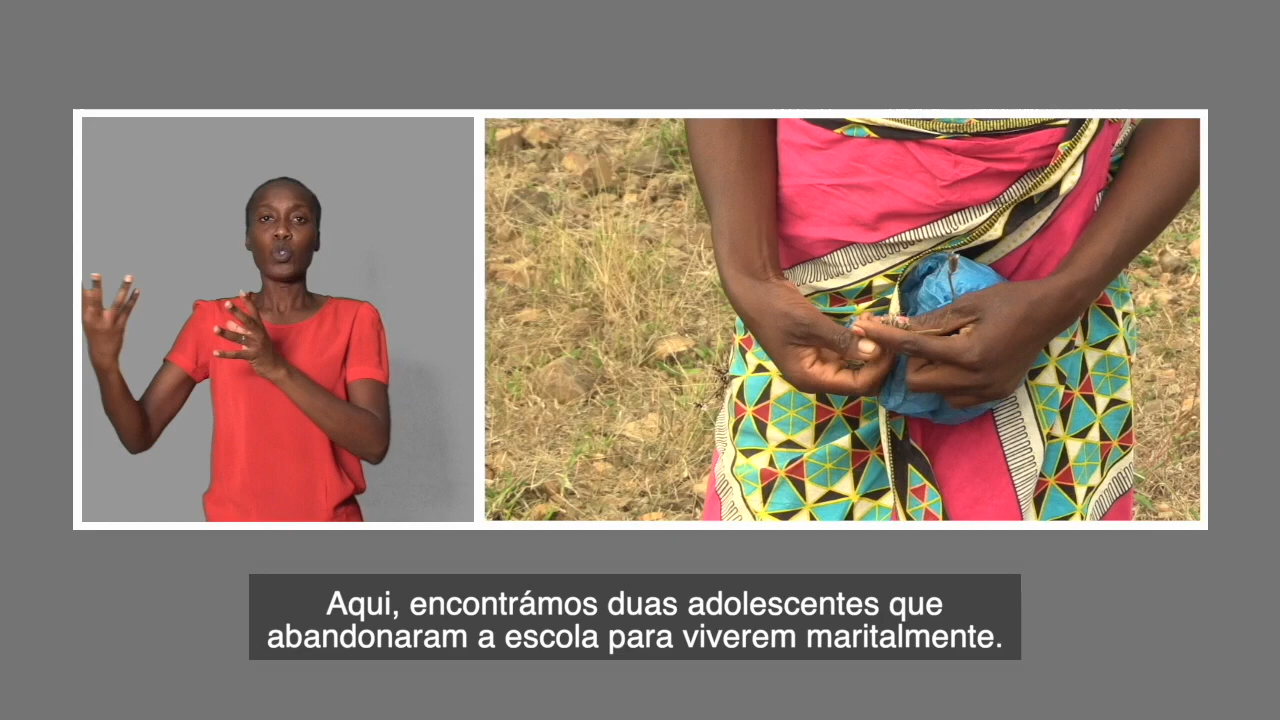 Aqui, encontrámos duas adolescentes que
abandonaram a escola para viverem maritalmente.